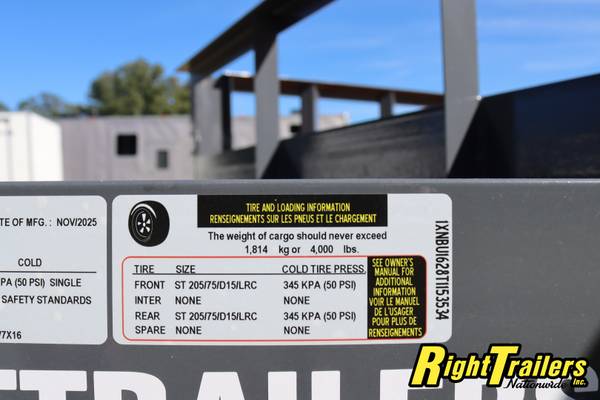 TE OF MFG.: NOV/2025
COLD
KPA (50 PSI) SINGLE
SAFETY STANDARDS
7X16
TIRE AND LOADING INFORMATION
RENSEIGNEMENTS SUR LES PNEUS ET LE CHARGEMENT
The weight of cargo should never exceed
1,814 kg or 4,000 lbs.
TIRE SIZE COLD TIRE PRESS.
FRONT ST 205/75/D15/LRC 345 KPA (50 PSI)
INTER NONE NONE
REAR ST 205/75/D15/LRC 345 KPA (50 PSI)
SPARE NONE NONE
SEE OWNER'S
MANUAL FOR
ADDITIONAL
INFORMATION
VOIR LE MANUEL
DE L'USAGER
POUR PLUS DE
RENSEIGNEMENTS
1XNBU1628T1153534
TRAILERS
RIGHTTRAILERS
Nationwide Inc.